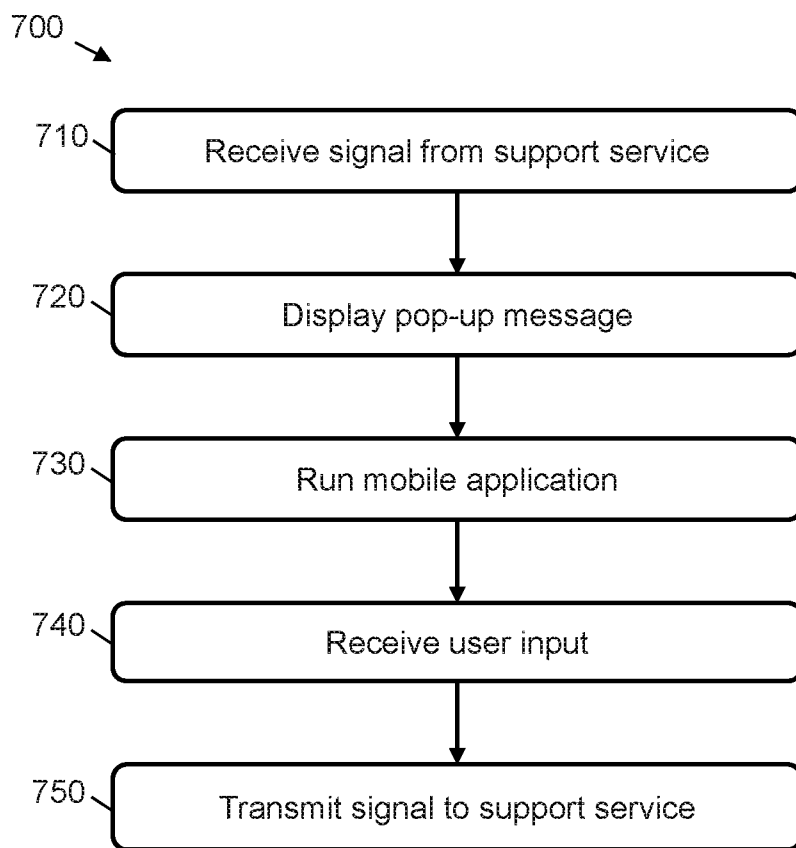 700
710
Receive signal from support service
720
Display pop-up message
730
Run mobile application
740
Receive user input
750
Transmit signal to support service